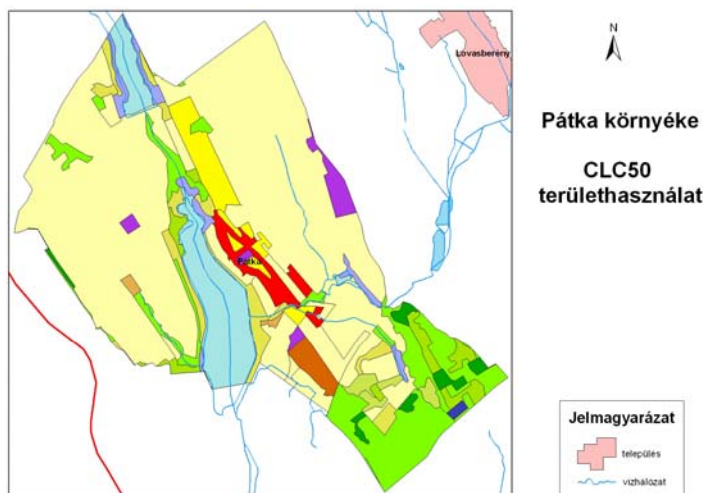 Lovasberény
N
Pátka környéke
CLC50
területhasználat
Pátka
Jelmagyarázat
település
vízhálózat